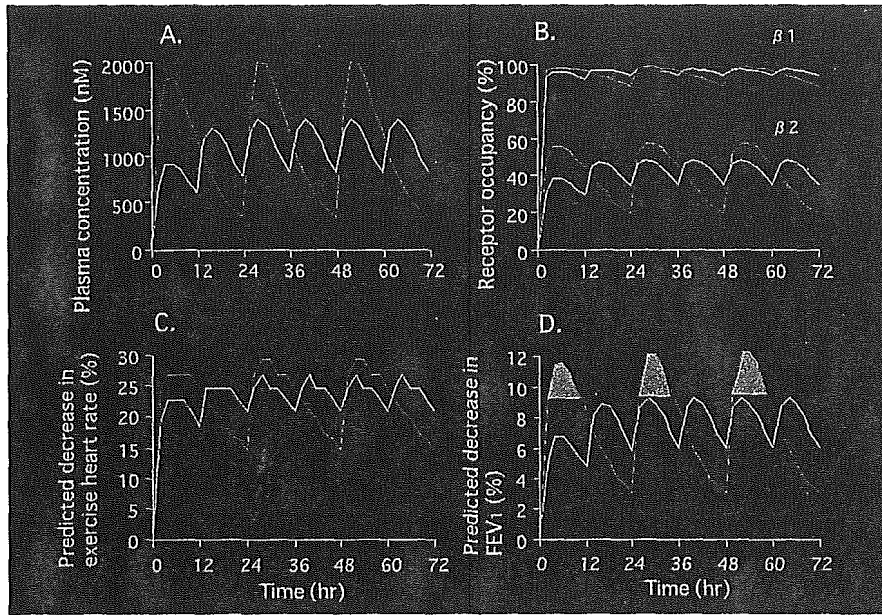 A.
Plasma concentration (nM)
2000
1500
1000
500
0
0 12 24 36 48 60 72
B.
β1
β2
Receptor occupancy (%)
100
80
60
40
20
0
0 12 24 36 48 60 72
C.
Predicted decrease in
exercise heart rate (%)
30
25
20
15
10
5
0
0 12 24 36 48 60 72
Time (hr)
D.
Predicted decrease in
FEV1 (%)
12
10
8
6
4
2
0
0 12 24 36 48 60 72
Time (hr)